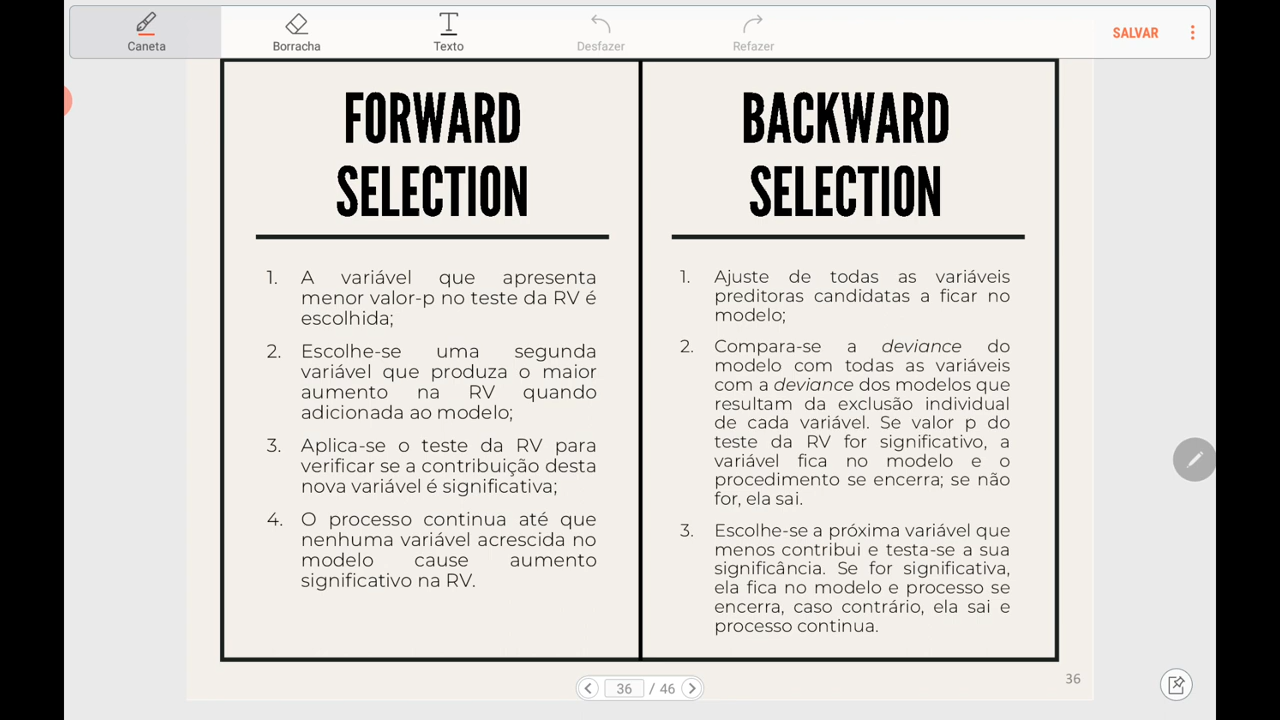 Caneta
Borracha
Texto
Desfazer
Refazer
SALVAR
FORWARD
SELECTION
1. A variável que apresenta
menor valor-p no teste da RV é
escolhida;
2. Escolhe-se uma segunda
variável que produza o maior
aumento na RV quando
adicionada ao modelo;
3. Aplica-se o teste da RV para
verificar se a contribuição desta
nova variável é significativa;
4. O processo continua até que
nenhuma variável acrescida no
modelo cause aumento
significativo na RV.
BACKWARD
SELECTION
1. Ajuste de todas as variáveis
preditoras candidatas a ficar no
modelo;
2. Compara-se a deviance do
modelo com todas as variáveis
com a deviance dos modelos que
resultam da exclusão individual
de cada variável. Se valor p do
teste da RV for significativo, a
variável fica no modelo e o
procedimento se encerra; se não
for, ela sai.
3. Escolhe-se a próxima variável que
menos contribui e testa-se a sua
significância. Se for significativa,
ela fica no modelo e processo se
encerra, caso contrário, ela sai e
processo continua.
36
36 / 46